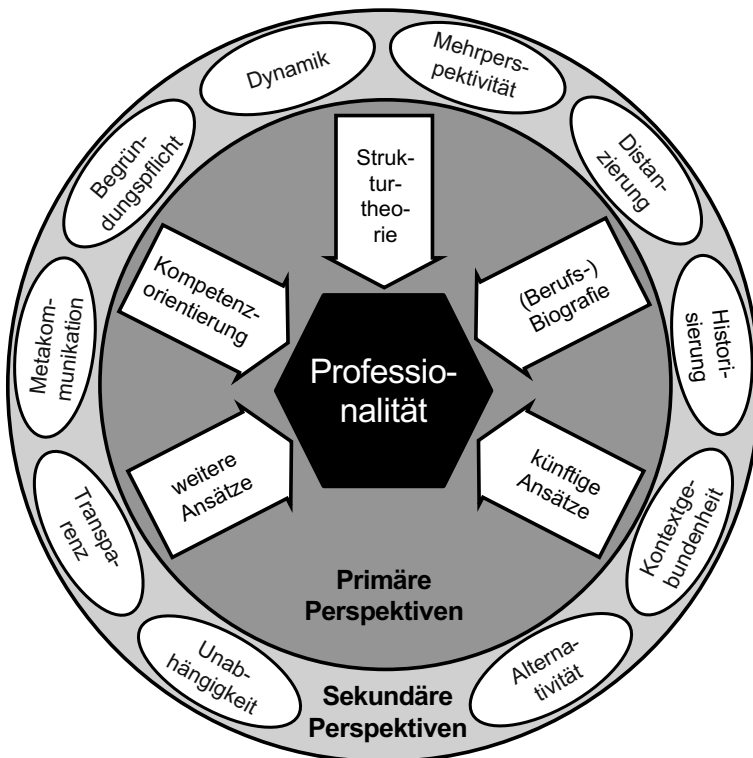 Dynamik
Mehrpers-
pektivität
Distan-
zierung
Histori-
sierung
Kontextge-
bundenheit
Alterna-
tivität
Sekundäre
Perspektiven
Unab-
hängigkeit
Transpa-
renz
Metakom-
munikation
Begrün-
dungspflicht
Struk-
tur-
theo-
rie
(Berufs-)
Biografie
künftige
Ansätze
weitere
Ansätze
Kompetenz-
orientierung
Professio-
nalität
Primäre
Perspektiven